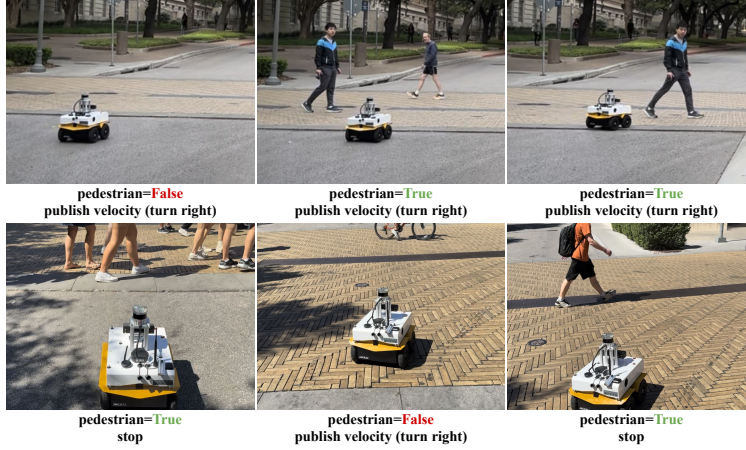 pedestrian=False
publish velocity (turn right)
pedestrian=True
publish velocity (turn right)
pedestrian=True
publish velocity (turn right)
pedestrian=True
stop
pedestrian=False
publish velocity (turn right)
pedestrian=True
stop